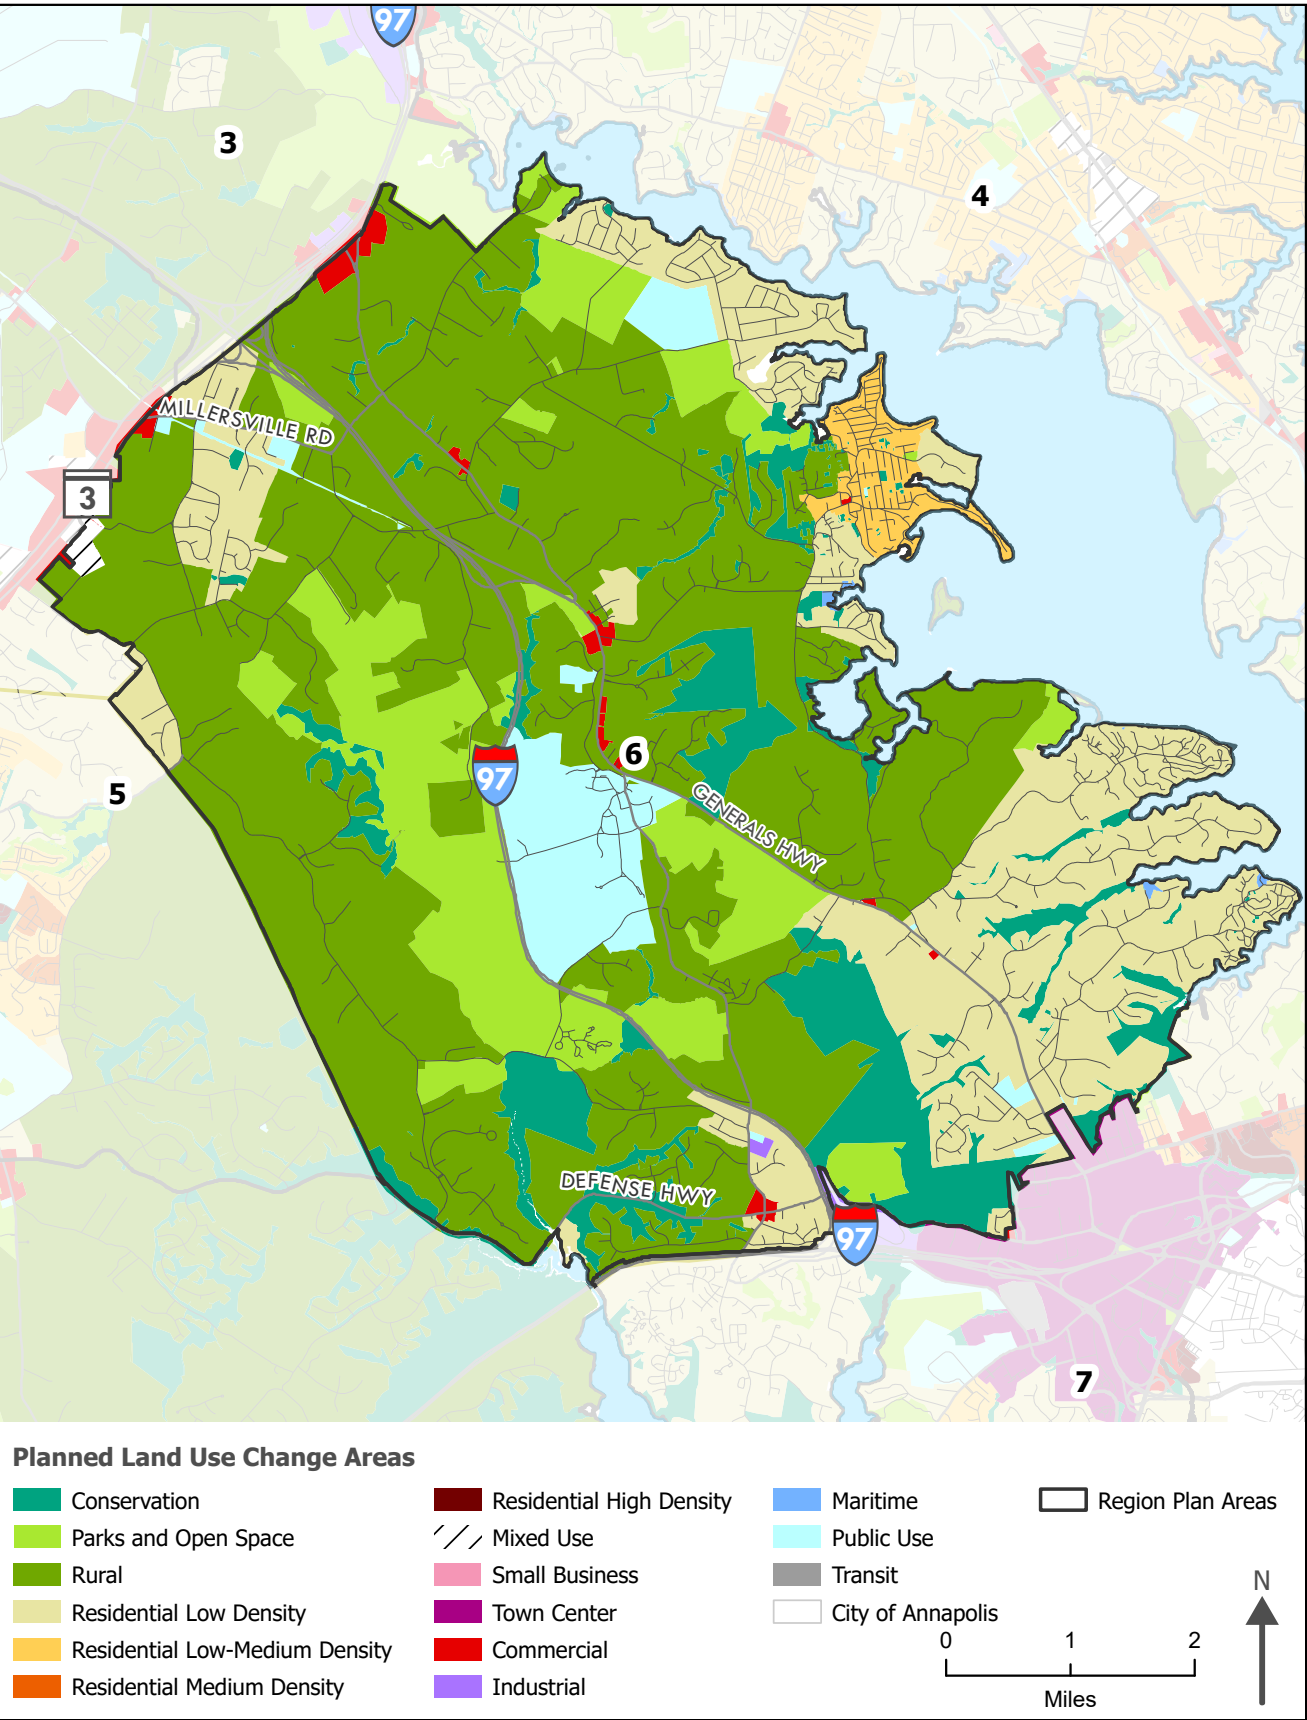 97
3
4
MILLERSVILLE RD
3
6
97
5
GENERALS HWY
DEFENSE HWY
97
7
Planned Land Use Change Areas
Conservation
Parks and Open Space
Rural
Residential Low Density
Residential Low-Medium Density
Residential Medium Density
Residential High Density
Mixed Use
Small Business
Town Center
Commercial
Industrial
Maritime
Public Use
Transit
City of Annapolis
Region Plan Areas
N
0 1 2
Miles